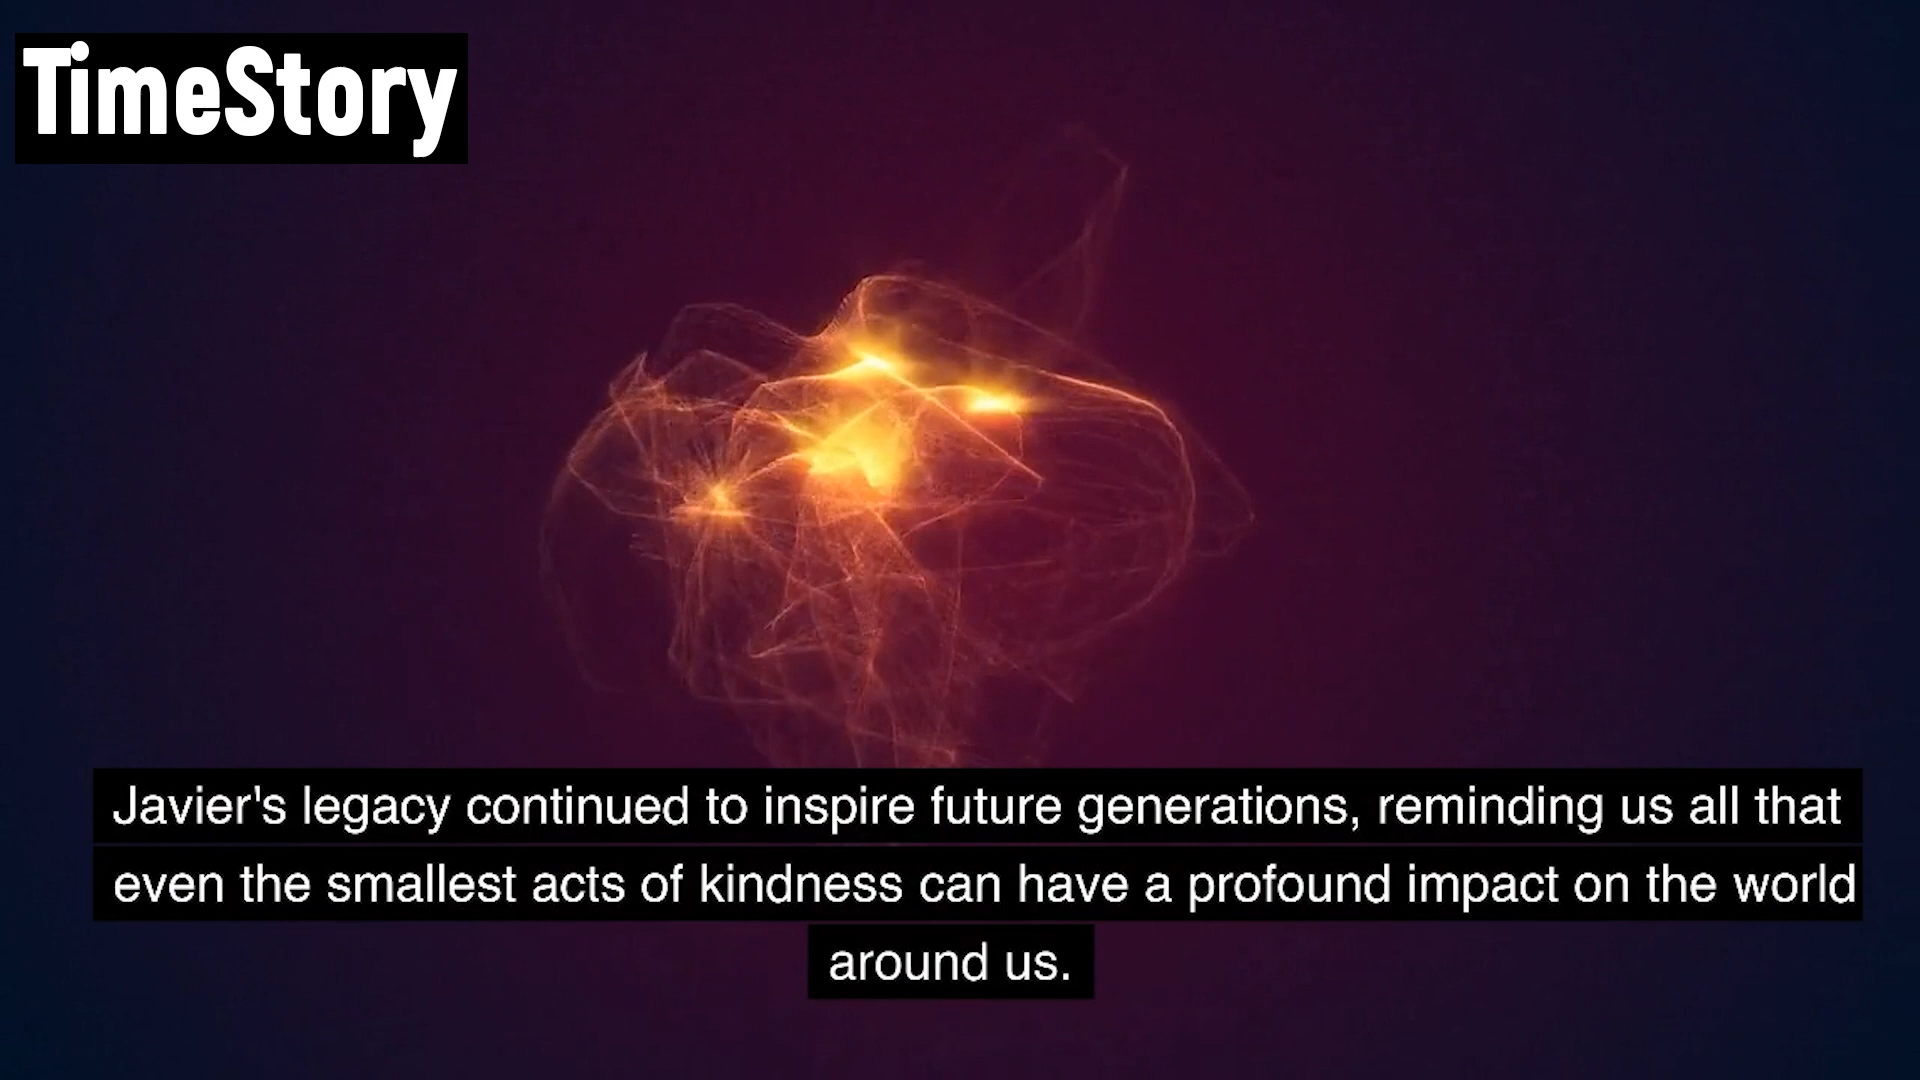 TimeStory
Javier's legacy continued to inspire future generations, reminding us all that
even the smallest acts of kindness can have a profound impact on the world
around us.